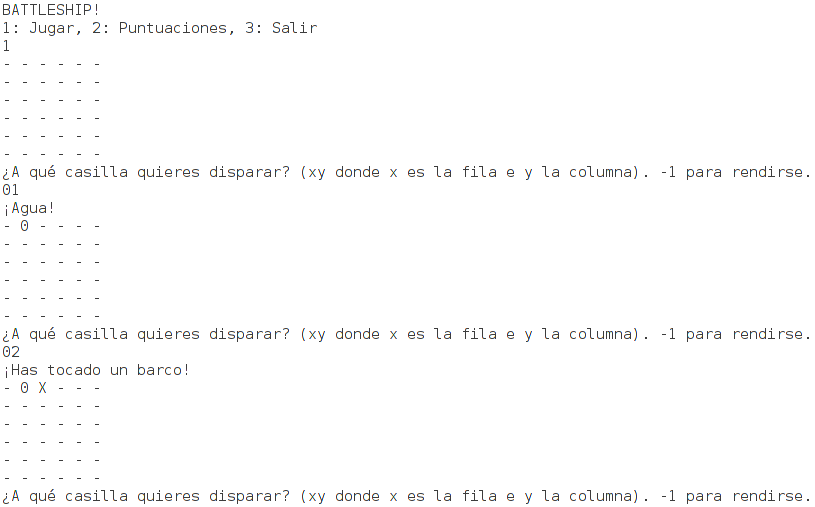 BATTLESHIP!
1: Jugar, 2: Puntuaciones, 3: Salir
1
- - - - - -
- - - - - -
- - - - - -
- - - - - -
- - - - - -
- - - - - -
¿A qué casilla quieres disparar? (xy donde x es la fila e y la columna). -1 para rendirse.
01
¡Agua!
- 0 - - - -
- - - - - -
- - - - - -
- - - - - -
- - - - - -
- - - - - -
¿A qué casilla quieres disparar? (xy donde x es la fila e y la columna). -1 para rendirse.
02
¡Has tocado un barco!
- 0 X - - -
- - - - - -
- - - - - -
- - - - - -
- - - - - -
- - - - - -
¿A qué casilla quieres disparar? (xy donde x es la fila e y la columna). -1 para rendirse.